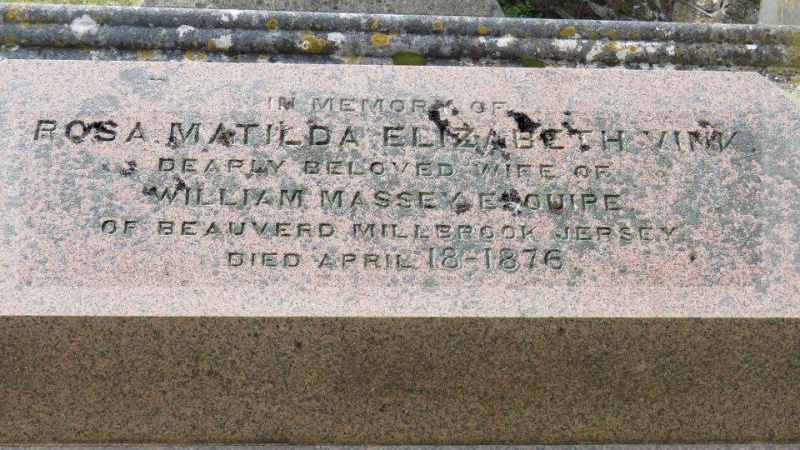 IN MEMORY OF
ROSA MATILDA ELIZABETH VINK
DEARLY BELOVED WIFE OF
WILLIAM MASSEY ESQUIRE
OF BEAUVERD MILLBROOK JERSEY
DIED APRIL 18-1876